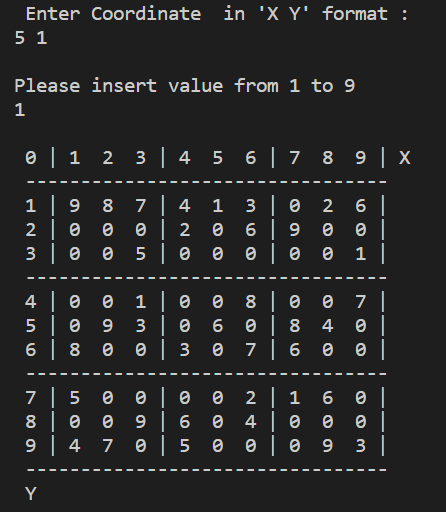 Enter Coordinate  in 'X Y' format :
5 1
Please insert value from 1 to 9
1
0 | 1  2  3 | 4  5  6 | 7  8  9 | X
---------------------------------
1 | 9  8  7 | 4  1  3 | 0  2  6 |
2 | 0  0  0 | 2  0  6 | 9  0  0 |
3 | 0  0  5 | 0  0  0 | 0  0  1 |
---------------------------------
4 | 0  0  1 | 0  0  8 | 0  0  7 |
5 | 0  9  3 | 0  6  0 | 8  4  0 |
6 | 8  0  0 | 3  0  7 | 6  0  0 |
---------------------------------
7 | 5  0  0 | 0  0  2 | 1  6  0 |
8 | 0  0  9 | 6  0  4 | 0  0  0 |
9 | 4  7  0 | 5  0  0 | 0  9  3 |
---------------------------------
Y